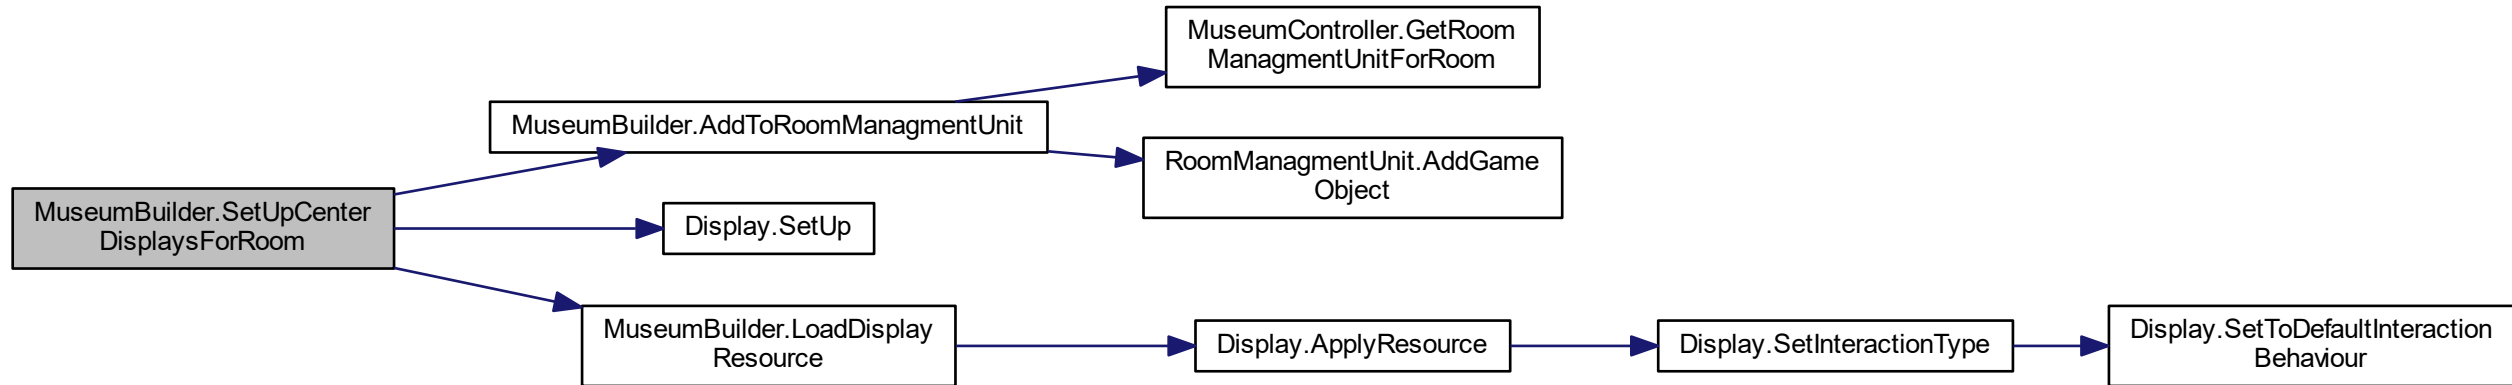 MuseumController.GetRoom
ManagmentUnitForRoom
MuseumBuilder.AddToRoomManagmentUnit
RoomManagmentUnit.AddGame
Object
MuseumBuilder.SetUpCenter
DisplaysForRoom
Display.SetUp
MuseumBuilder.LoadDisplay
Resource
Display.ApplyResource
Display.SetInteractionType
Display.SetToDefaultInteraction
Behaviour